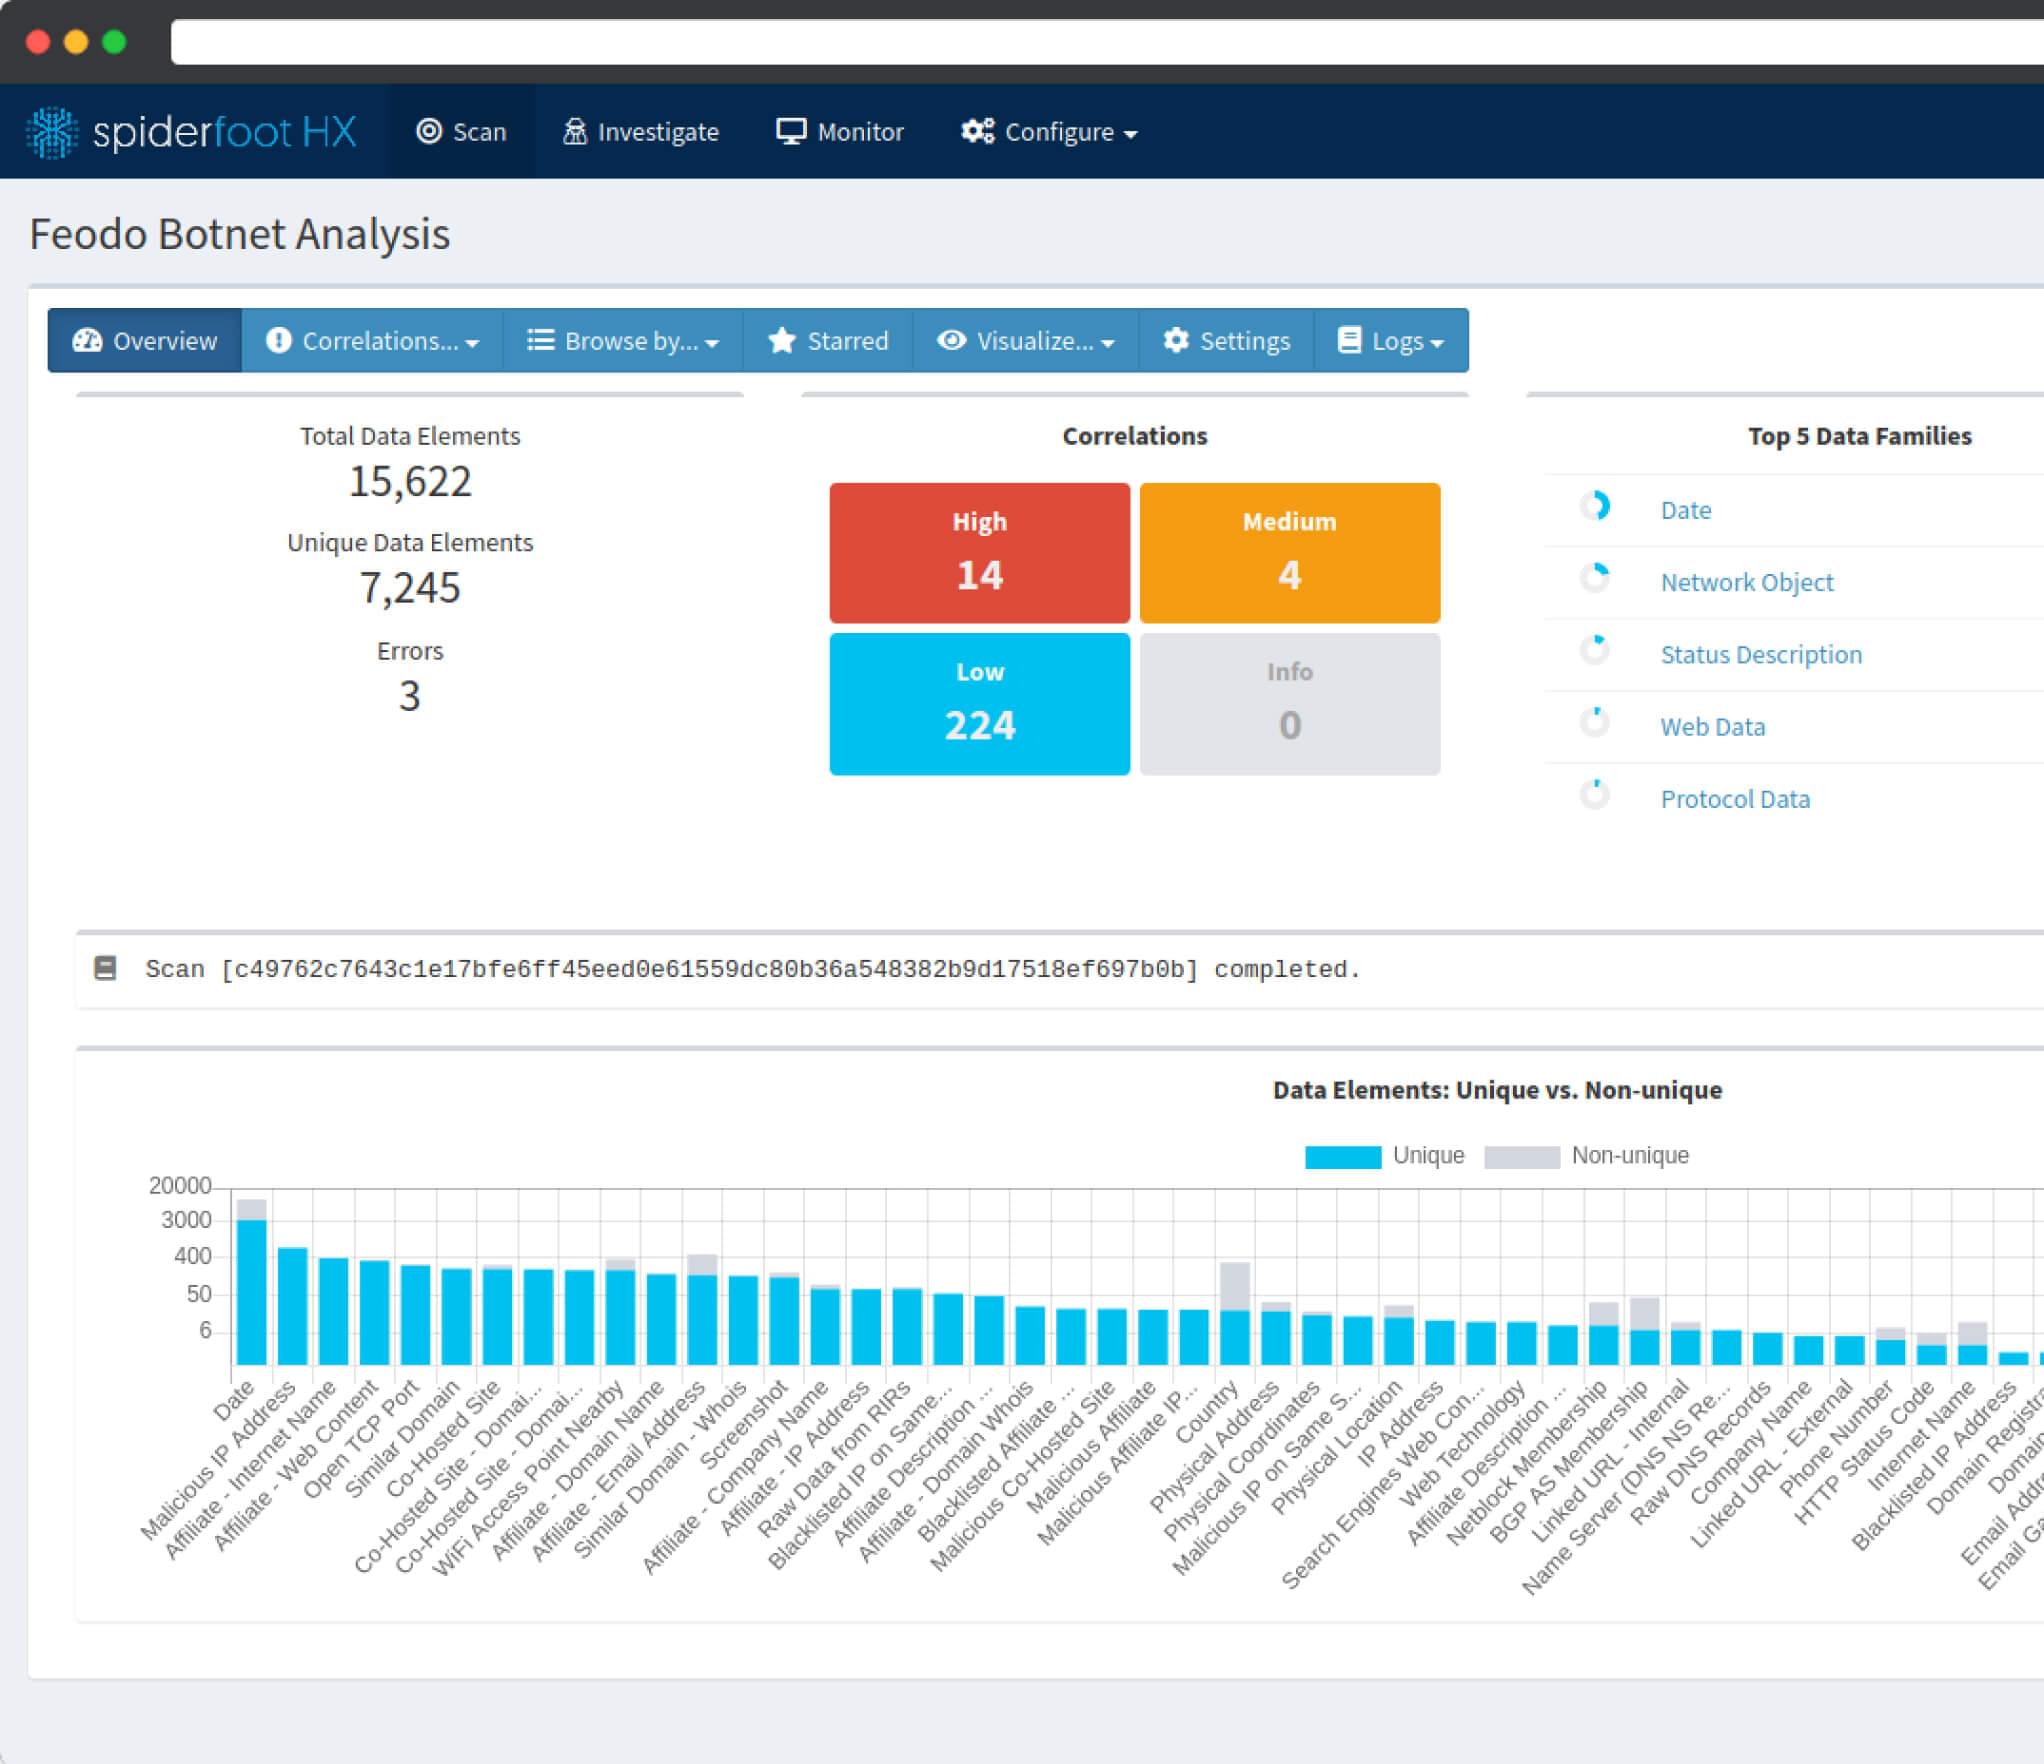 spiderfoot HX
Scan
Investigate
Monitor
Configure
Feodo Botnet Analysis
Overview
Correlations...
Browse by...
Starred
Visualize...
Settings
Logs
Total Data Elements
15,622
Unique Data Elements
7,245
Errors
3
Correlations
High
14
Medium
4
Low
224
Info
0
Top 5 Data Families
Date
Network Object
Status Description
Web Data
Protocol Data
Scan [c49762c7643c1e17bfe6ff45eed0e61559dc80b36a548382b9d17518ef697b0b] completed.
Data Elements: Unique vs. Non-unique
Unique
Non-unique
20000
3000
400
50
6
Date
Malicious IP Address
Affiliate - Internet Name
Affiliate - Web Content
Open TCP Port
Similar Domain
Co-Hosted Site
Co-Hosted Site - Domai...
Co-Hosted Site - Domai...
WiFi Access Point Nearby
Affiliate - Domain Name
Affiliate - Email Address
Similar Domain - Whois
Screenshot
Affiliate - Company Name
Affiliate - IP Address
Raw Data from RIRs
Blacklisted IP on Same...
Affiliate Description ...
Affiliate - Domain Whois
Blacklisted Affiliate ...
Malicious Co-Hosted Site
Malicious Affiliate
Malicious Affiliate IP...
Country
Physical Address
Physical Coordinates
Malicious IP on Same S...
Physical Location
IP Address
Search Engines Web Con...
Web Technology
Affiliate Description ...
Netblock Membership
BGP AS Membership
Linked URL - Internal
Name Server (DNS NS Re...
Raw DNS Records
Company Name
Linked URL - External
Phone Number
HTTP Status Code
Internet Name
Blacklisted IP Address
Domain Registr
Domain
Email Addr
Email Ga